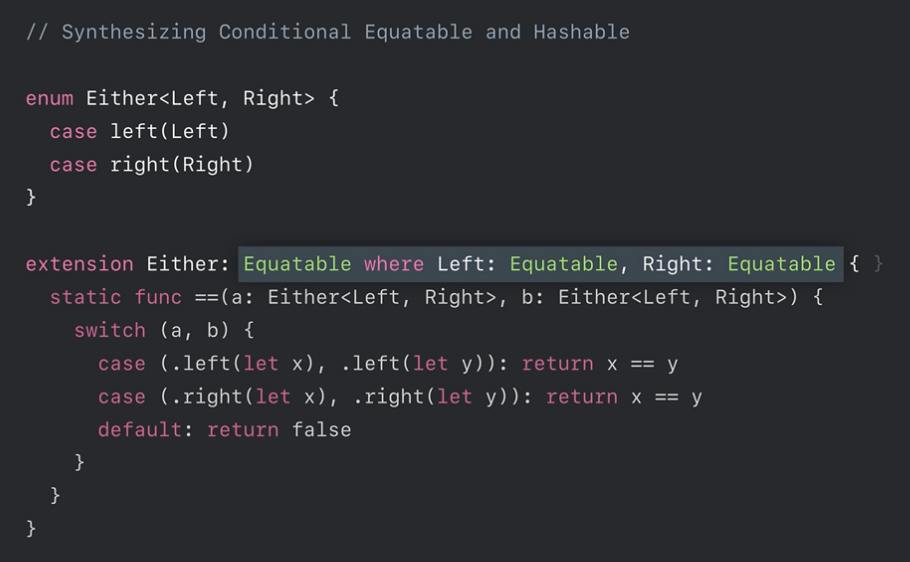 // Synthesizing Conditional Equatable and Hashable
enum Either<Left, Right> {
case left(Left)
case right(Right)
}
extension Either: Equatable where Left: Equatable, Right: Equatable { }
static func ==(a: Either<Left, Right>, b: Either<Left, Right>) {
switch (a, b) {
case (.left(let x), .left(let y)): return x == y
case (.right(let x), .right(let y)): return x == y
default: return false
}
}
}